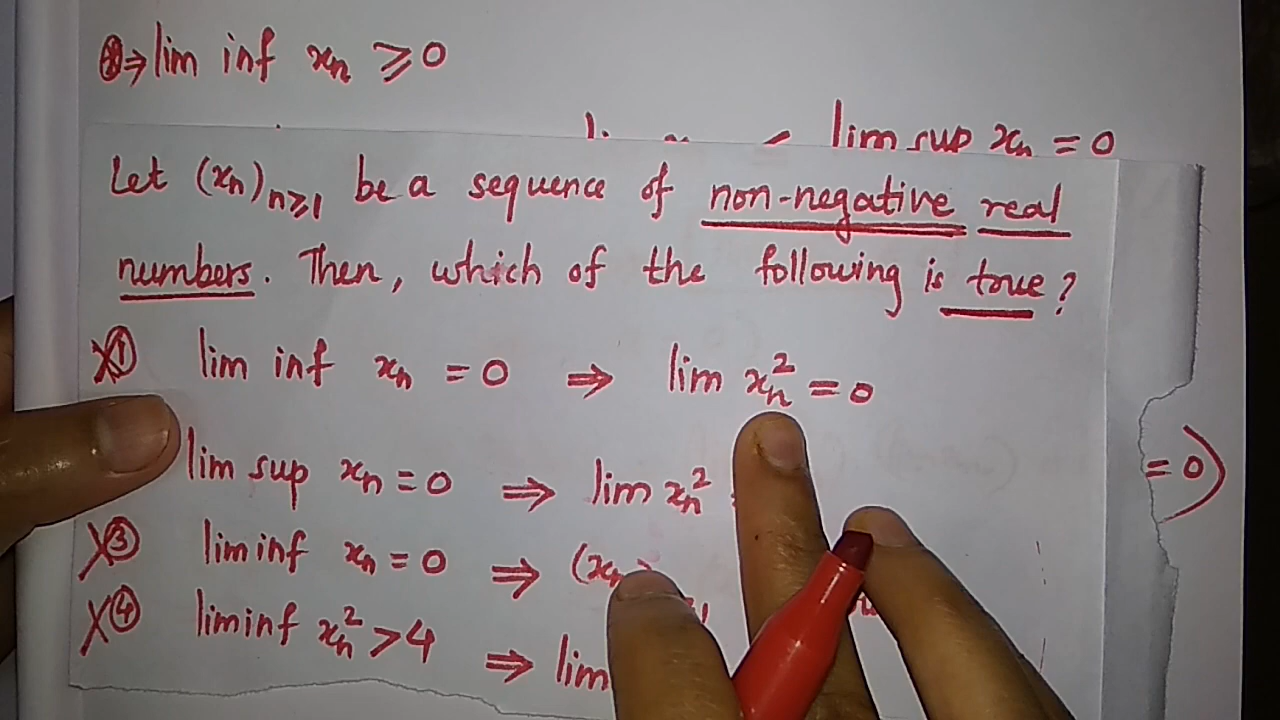 ⊛⇒ lim inf xₙ ≥ 0
lim sup xₙ = 0
Let (xₙ)ₙ≥₁ be a sequence of non-negative real
numbers. Then, which of the following is true?
① lim inf xₙ = 0 ⇒ lim xₙ² = 0
lim sup xₙ = 0 ⇒ lim xₙ²
= 0)
③ lim inf xₙ = 0 ⇒ (xₙ)
④ lim inf xₙ² > 4 ⇒ lim